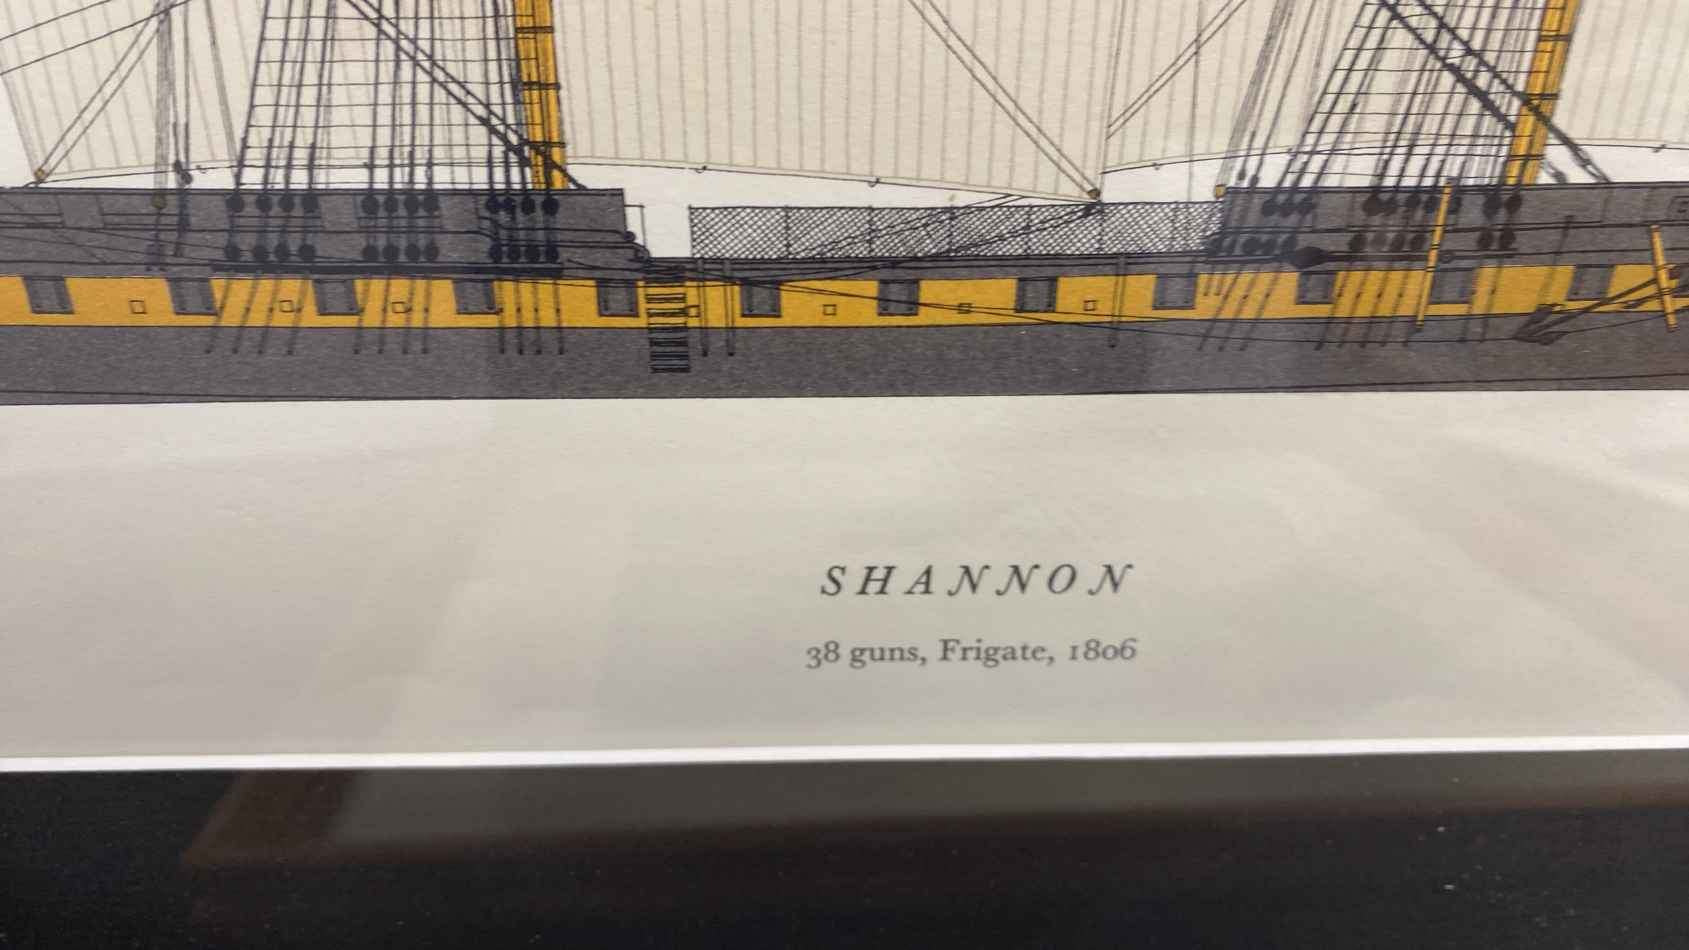 SHANNON
38 guns, Frigate, 1806